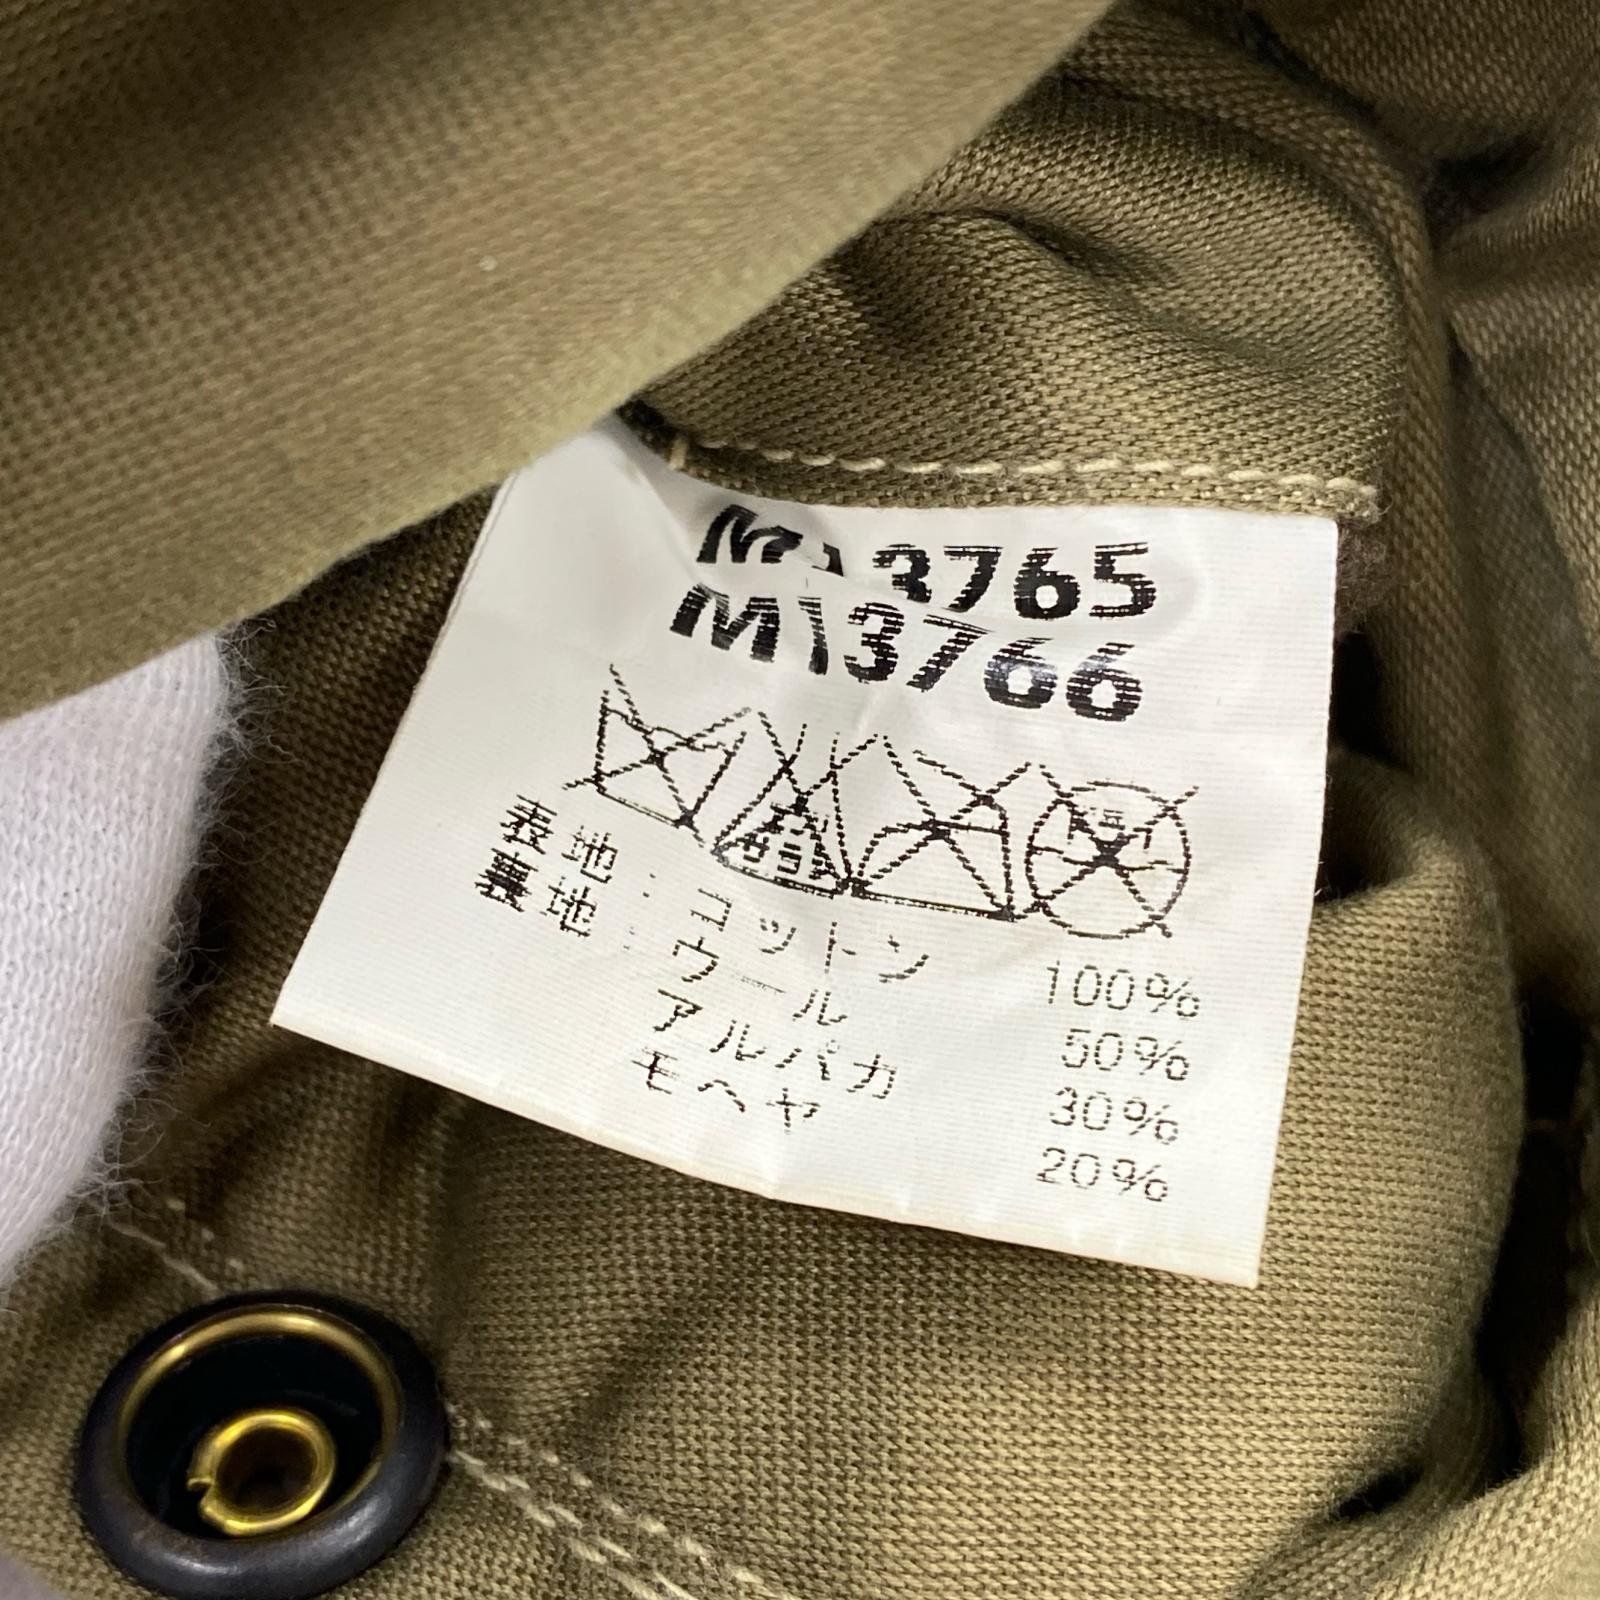 M13765
M13766
表地：コットン 100%
裏地：ウール 50%
アルパカ 30%
モヘヤ 20%